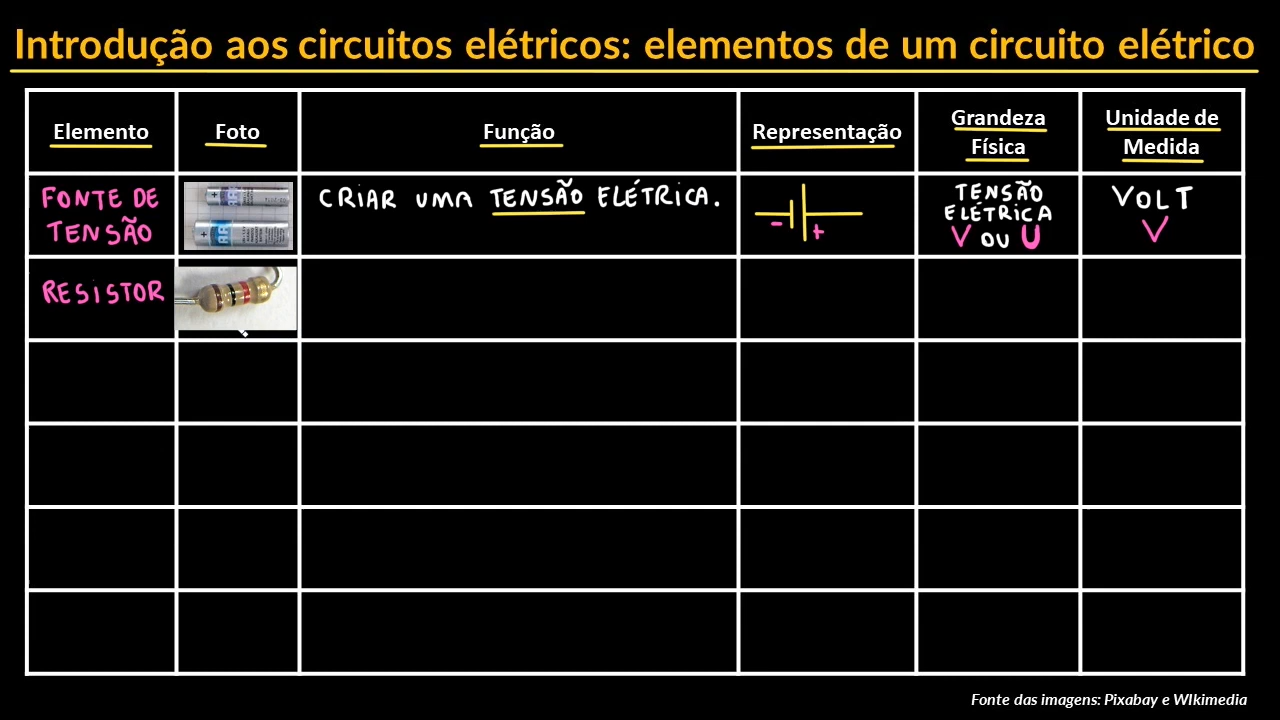 Introdução aos circuitos elétricos: elementos de um circuito elétrico
Elemento
Foto
Função
Representação
Grandeza
Física
Unidade de
Medida
FONTE DE
TENSÃO
CRIAR UMA TENSÃO ELÉTRICA.
- +
TENSÃO
ELÉTRICA
V OU U
VOLT
V
RESISTOR
Fonte das imagens: Pixabay e WIkimedia